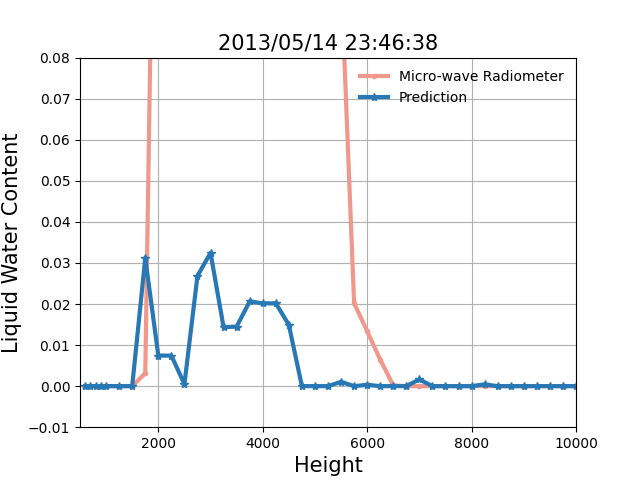 2013/05/14 23:46:38
0.08
0.07
0.06
0.05
0.04
0.03
0.02
0.01
0.00
−0.01
Liquid Water Content
Micro-wave Radiometer
Prediction
2000 4000 6000 8000 10000
Height